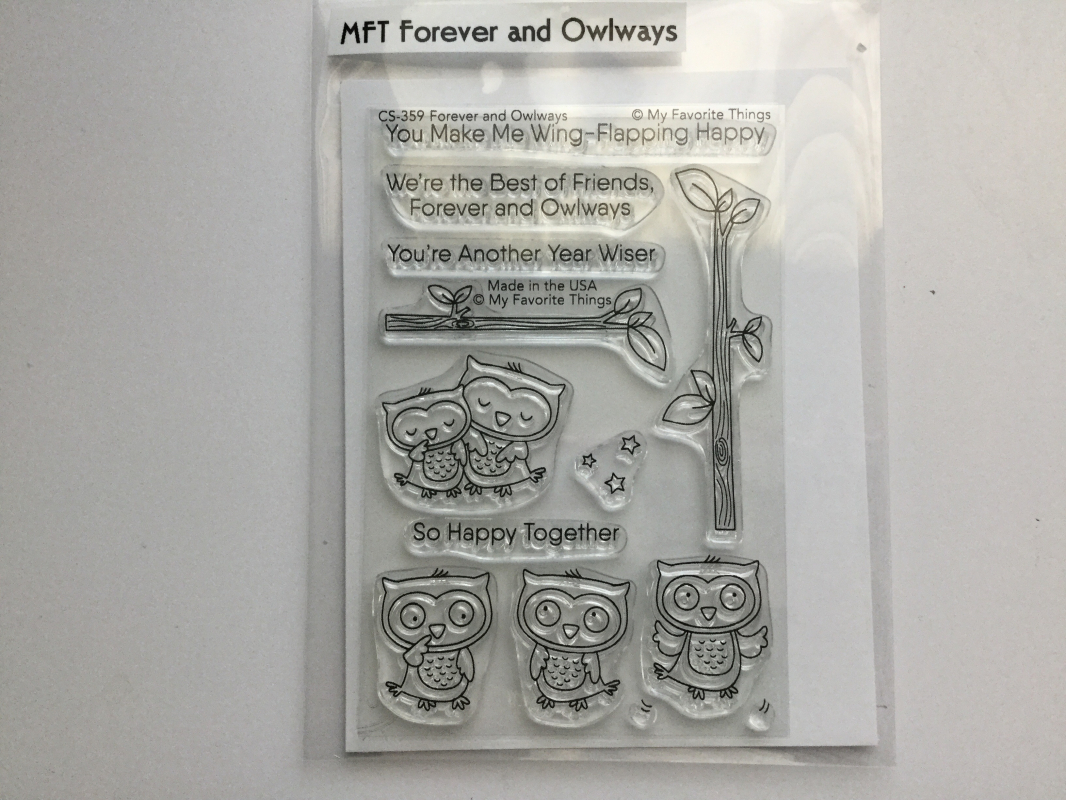 MFT Forever and Owlways
CS-359 Forever and Owlways © My Favorite Things
You Make Me Wing-Flapping Happy
We're the Best of Friends,
Forever and Owlways
You're Another Year Wiser
Made in the USA
© My Favorite Things
So Happy Together